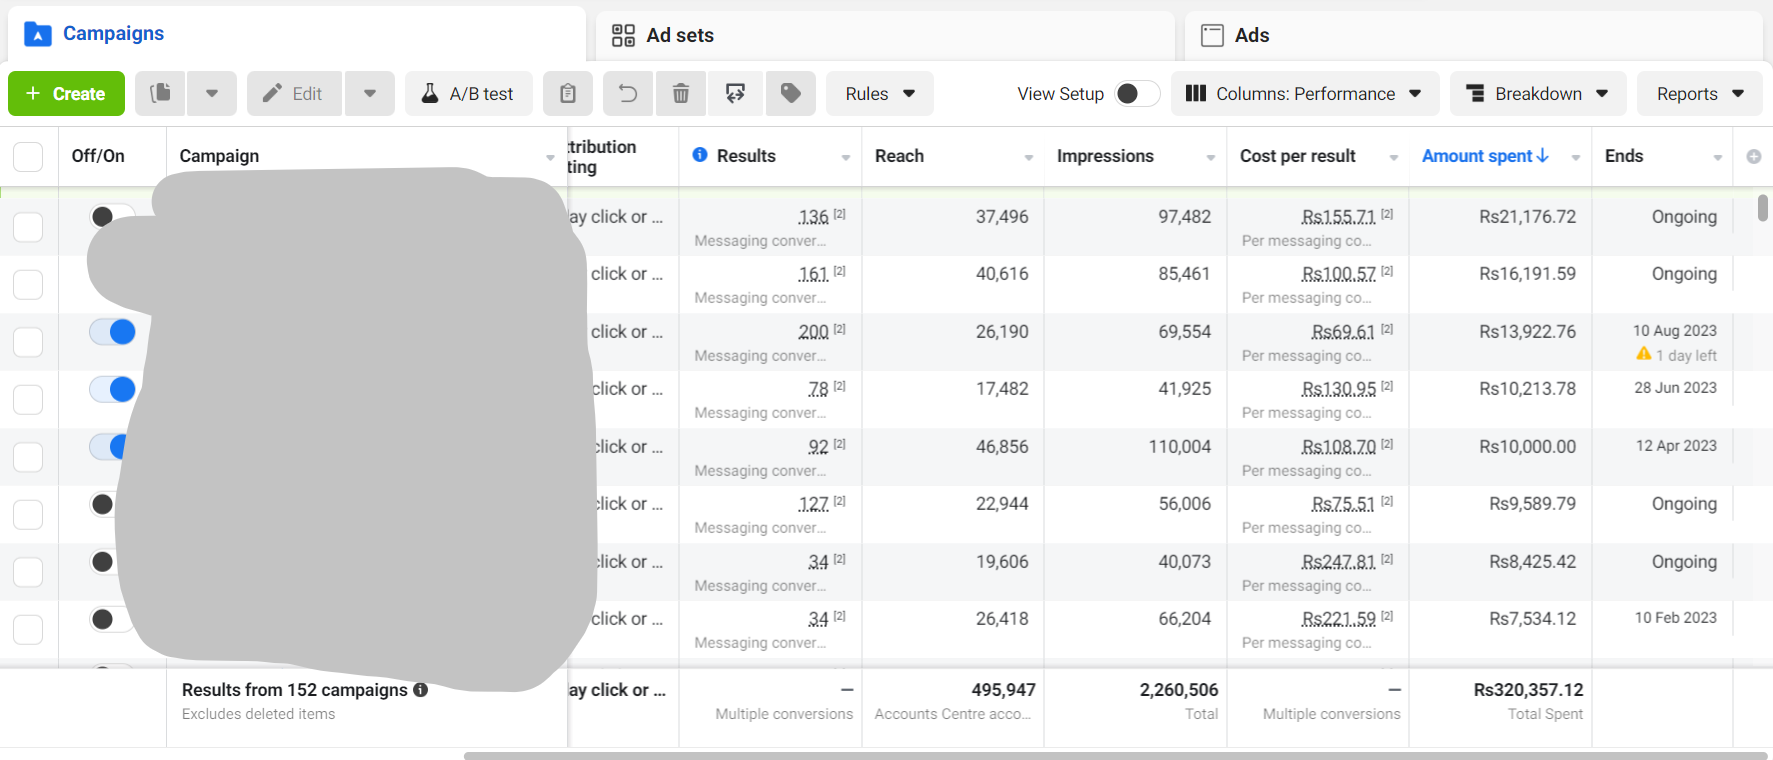 Campaigns
Ad sets
Ads
+ Create
Edit
A/B test
Rules
View Setup
Columns: Performance
Breakdown
Reports
Off/On Campaign ttribution Results Reach Impressions Cost per result Amount spent↓ Ends
ting
ay click or ... 136 [2] 37,496 97,482 Rs155.71 [2] Rs21,176.72 Ongoing
Messaging conver... Per messaging co...
click or ... 161 [2] 40,616 85,461 Rs100.57 [2] Rs16,191.59 Ongoing
Messaging conver... Per messaging co...
click or ... 200 [2] 26,190 69,554 Rs69.61 [2] Rs13,922.76 10 Aug 2023
Messaging conver... Per messaging co... 1 day left
click or ... 78 [2] 17,482 41,925 Rs130.95 [2] Rs10,213.78 28 Jun 2023
Messaging conver... Per messaging co...
click or ... 92 [2] 46,856 110,004 Rs108.70 [2] Rs10,000.00 12 Apr 2023
Messaging conver... Per messaging co...
click or ... 127 [2] 22,944 56,006 Rs75.51 [2] Rs9,589.79 Ongoing
Messaging conver... Per messaging co...
click or ... 34 [2] 19,606 40,073 Rs247.81 [2] Rs8,425.42 Ongoing
Messaging conver... Per messaging co...
click or ... 34 [2] 26,418 66,204 Rs221.59 [2] Rs7,534.12 10 Feb 2023
Messaging conver... Per messaging co...
Results from 152 campaigns ay click or ... — 495,947 2,260,506 — Rs320,357.12
Excludes deleted items Multiple conversions Accounts Centre acco... Total Multiple conversions Total Spent